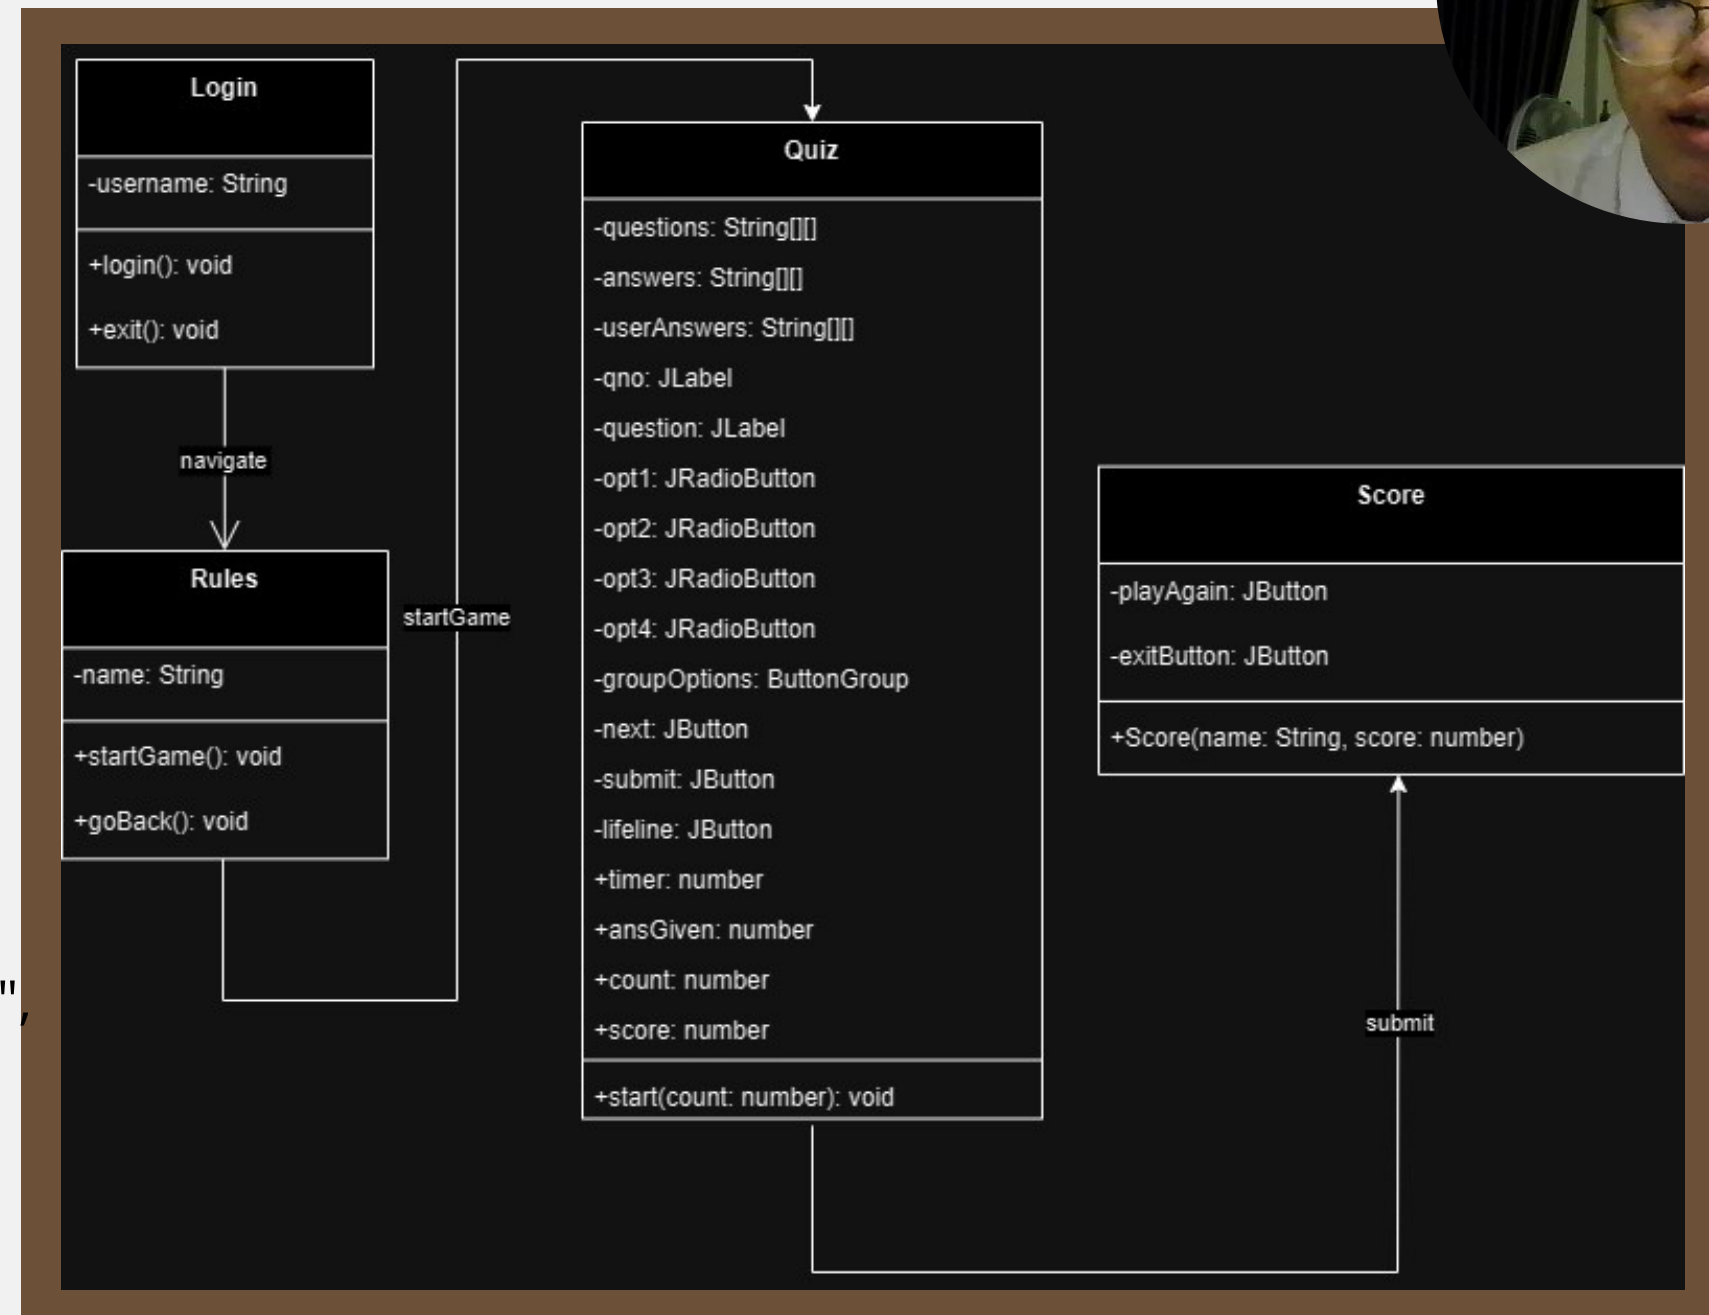 Login
-username: String
+login(): void
+exit(): void
navigate
Rules
-name: String
+startGame(): void
+goBack(): void
startGame
Quiz
-questions: String[][]
-answers: String[][]
-userAnswers: String[][]
-qno: JLabel
-question: JLabel
-opt1: JRadioButton
-opt2: JRadioButton
-opt3: JRadioButton
-opt4: JRadioButton
-groupOptions: ButtonGroup
-next: JButton
-submit: JButton
-lifeline: JButton
+timer: number
+ansGiven: number
+count: number
+score: number
+start(count: number): void
Score
-playAgain: JButton
-exitButton: JButton
+Score(name: String, score: number)
submit
",